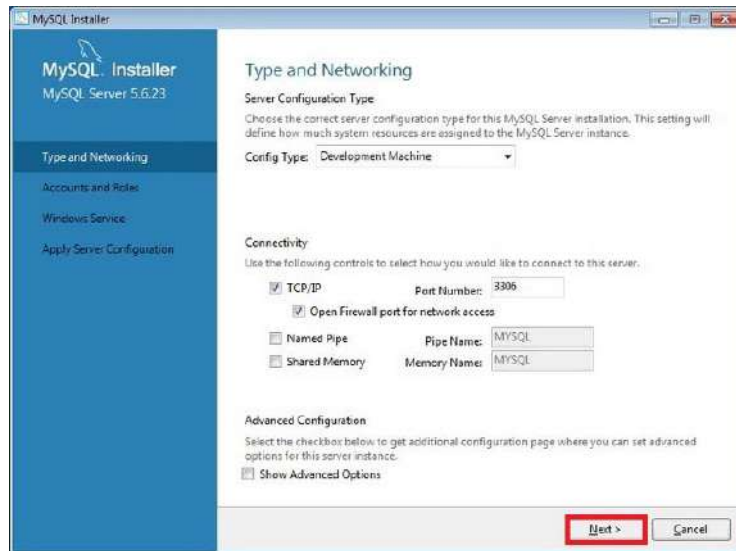 MySQL Installer
MySQL Installer
MySQL Server 5.6.23
Type and Networking
Accounts and Roles
Windows Service
Apply Server Configuration
Type and Networking
Server Configuration Type
Choose the correct server configuration type for this MySQL Server installation. This setting will
define how much system resources are assigned to the MySQL Server instance.
Config Type: Development Machine
Connectivity
Use the following controls to select how you would like to connect to this server.
TCP/IP Port Number: 3306
Open Firewall port for network access
Named Pipe Pipe Name: MYSQL
Shared Memory Memory Name: MYSQL
Advanced Configuration
Select the checkbox below to get additional configuration page where you can set advanced
options for this server instance.
Show Advanced Options
Next > Cancel